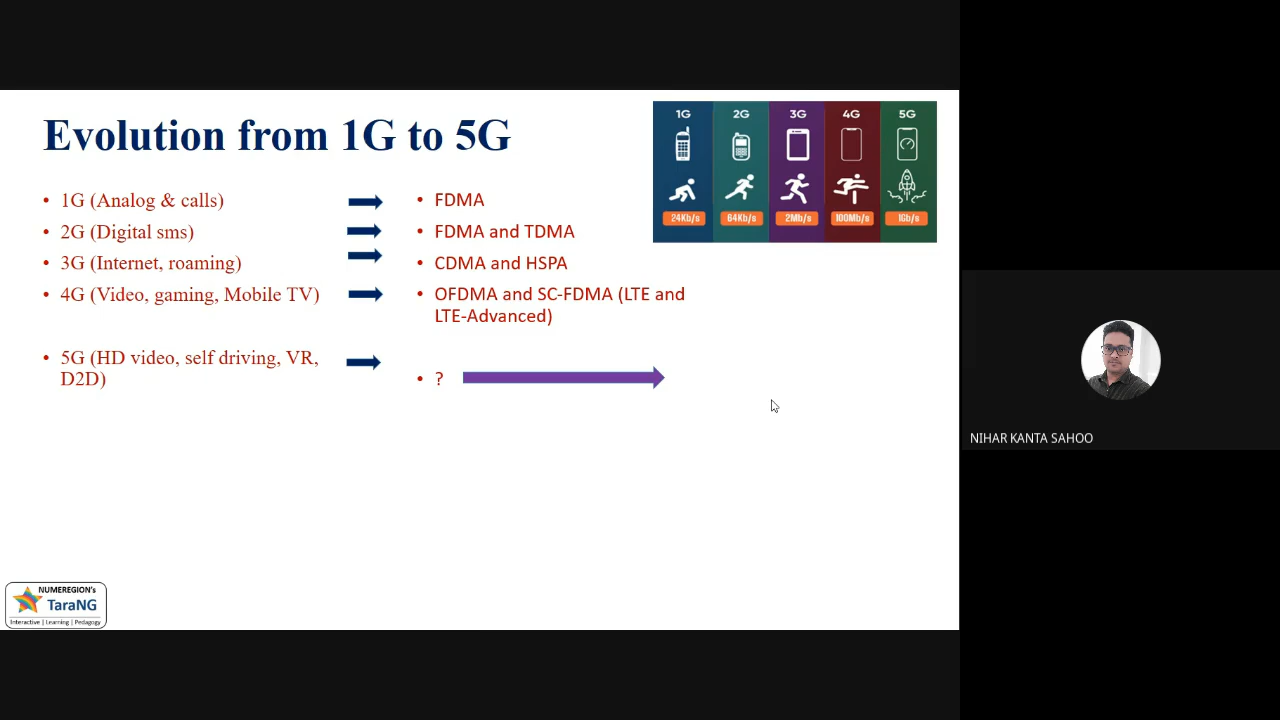 Evolution from 1G to 5G
• 1G (Analog & calls)
• 2G (Digital sms)
• 3G (Internet, roaming)
• 4G (Video, gaming, Mobile TV)
• 5G (HD video, self driving, VR,
D2D)
• FDMA
• FDMA and TDMA
• CDMA and HSPA
• OFDMA and SC-FDMA (LTE and
LTE-Advanced)
• ?
1G 2G 3G 4G 5G
24Kb/s 64Kb/s 2Mb/s 100Mb/s 1Gb/s
NIHAR KANTA SAHOO
NUMEREGION's
TaraNG
Interactive | Learning | Pedagogy